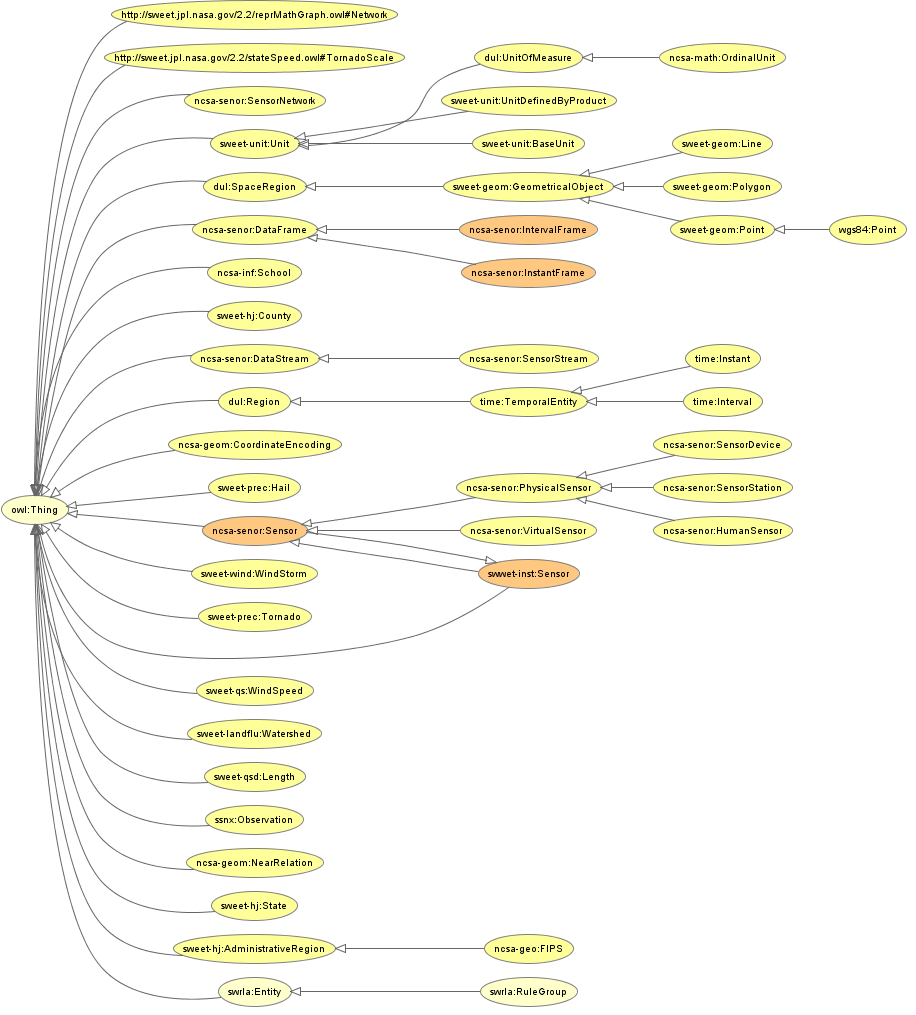 http://sweet.jpl.nasa.gov/2.2/reprMathGraph.owl#Network
http://sweet.jpl.nasa.gov/2.2/stateSpeed.owl#TornadoScale
dul:UnitOfMeasure
ncsa-math:OrdinalUnit
ncsa-senor:SensorNetwork
sweet-unit:UnitDefinedByProduct
sweet-unit:Unit
sweet-unit:BaseUnit
sweet-geom:Line
dul:SpaceRegion
sweet-geom:GeometricalObject
sweet-geom:Polygon
ncsa-senor:DataFrame
ncsa-senor:IntervalFrame
sweet-geom:Point
wgs84:Point
ncsa-inf:School
ncsa-senor:InstantFrame
sweet-hj:County
ncsa-senor:DataStream
ncsa-senor:SensorStream
time:Instant
dul:Region
time:TemporalEntity
time:Interval
ncsa-geom:CoordinateEncoding
ncsa-senor:SensorDevice
sweet-prec:Hail
ncsa-senor:PhysicalSensor
ncsa-senor:SensorStation
owl:Thing
ncsa-senor:Sensor
ncsa-senor:VirtualSensor
ncsa-senor:HumanSensor
sweet-wind:WindStorm
swwet-inst:Sensor
sweet-prec:Tornado
sweet-qs:WindSpeed
sweet-landflu:Watershed
sweet-qsd:Length
ssnx:Observation
ncsa-geom:NearRelation
sweet-hj:State
sweet-hj:AdministrativeRegion
ncsa-geo:FIPS
swrla:Entity
swrla:RuleGroup